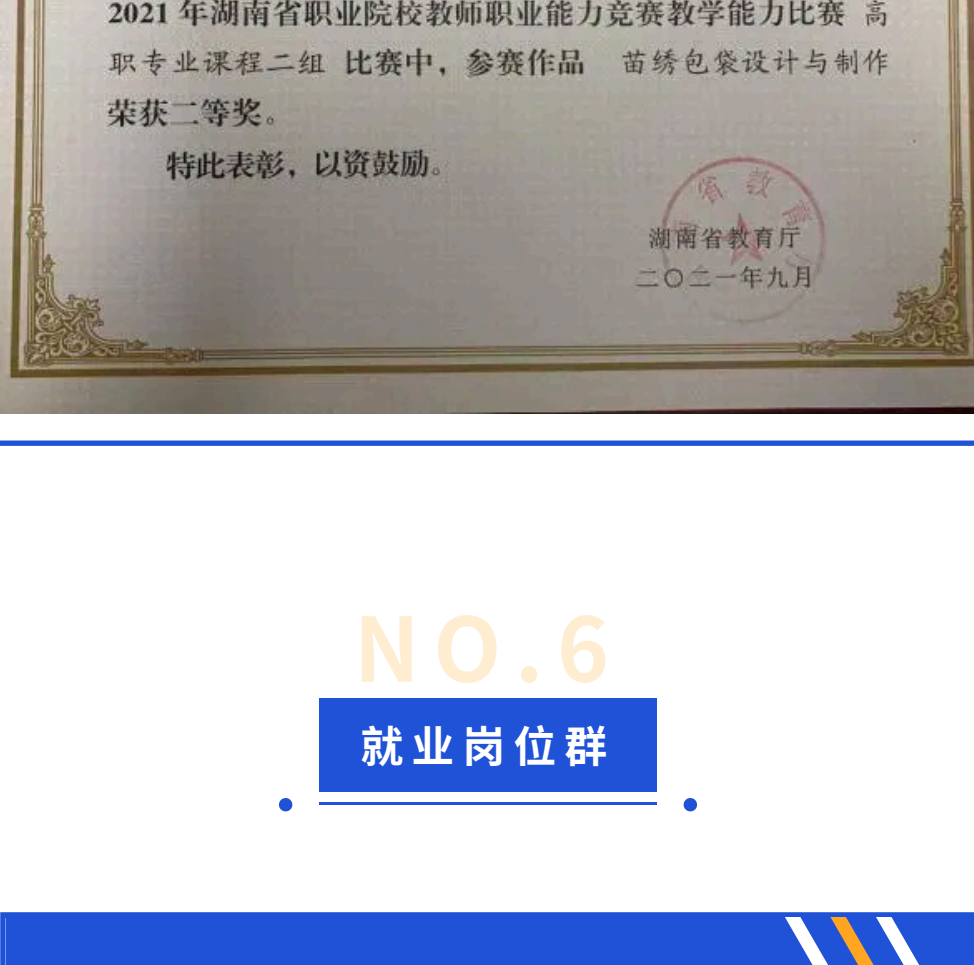 2021 年湖南省职业院校教师职业能力竞赛教学能力比赛 高
职专业课程二组 比赛中，参赛作品 苗绣包袋设计与制作
荣获二等奖。
特此表彰，以资鼓励。
省教育
湖南省教育厅
二〇二一年九月
NO.6
就业岗位群